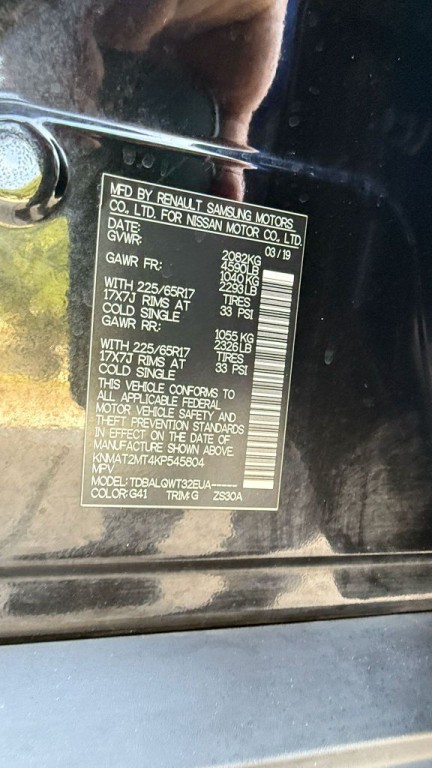 MFD BY RENAULT SAMSUNG MOTORS
CO., LTD. FOR NISSAN MOTOR CO., LTD.
DATE: 03/19
GVWR: 2082KG
4590LB
GAWR FR: 1040KG
2293LB
WITH 225/65R17 TIRES
17X7J RIMS AT 33 PSI
COLD SINGLE
GAWR RR: 1055 KG
2326LB
WITH 225/65R17 TIRES
17X7J RIMS AT 33 PSI
COLD SINGLE
THIS VEHICLE CONFORMS TO
ALL APPLICABLE FEDERAL
MOTOR VEHICLE SAFETY AND
THEFT PREVENTION STANDARDS
IN EFFECT ON THE DATE OF
MANUFACTURE SHOWN ABOVE.
KNMAT2MT4KP545804
MPV
MODEL: TDBALQWT32EUA-----
COLOR: G41 TRIM: G ZS30A